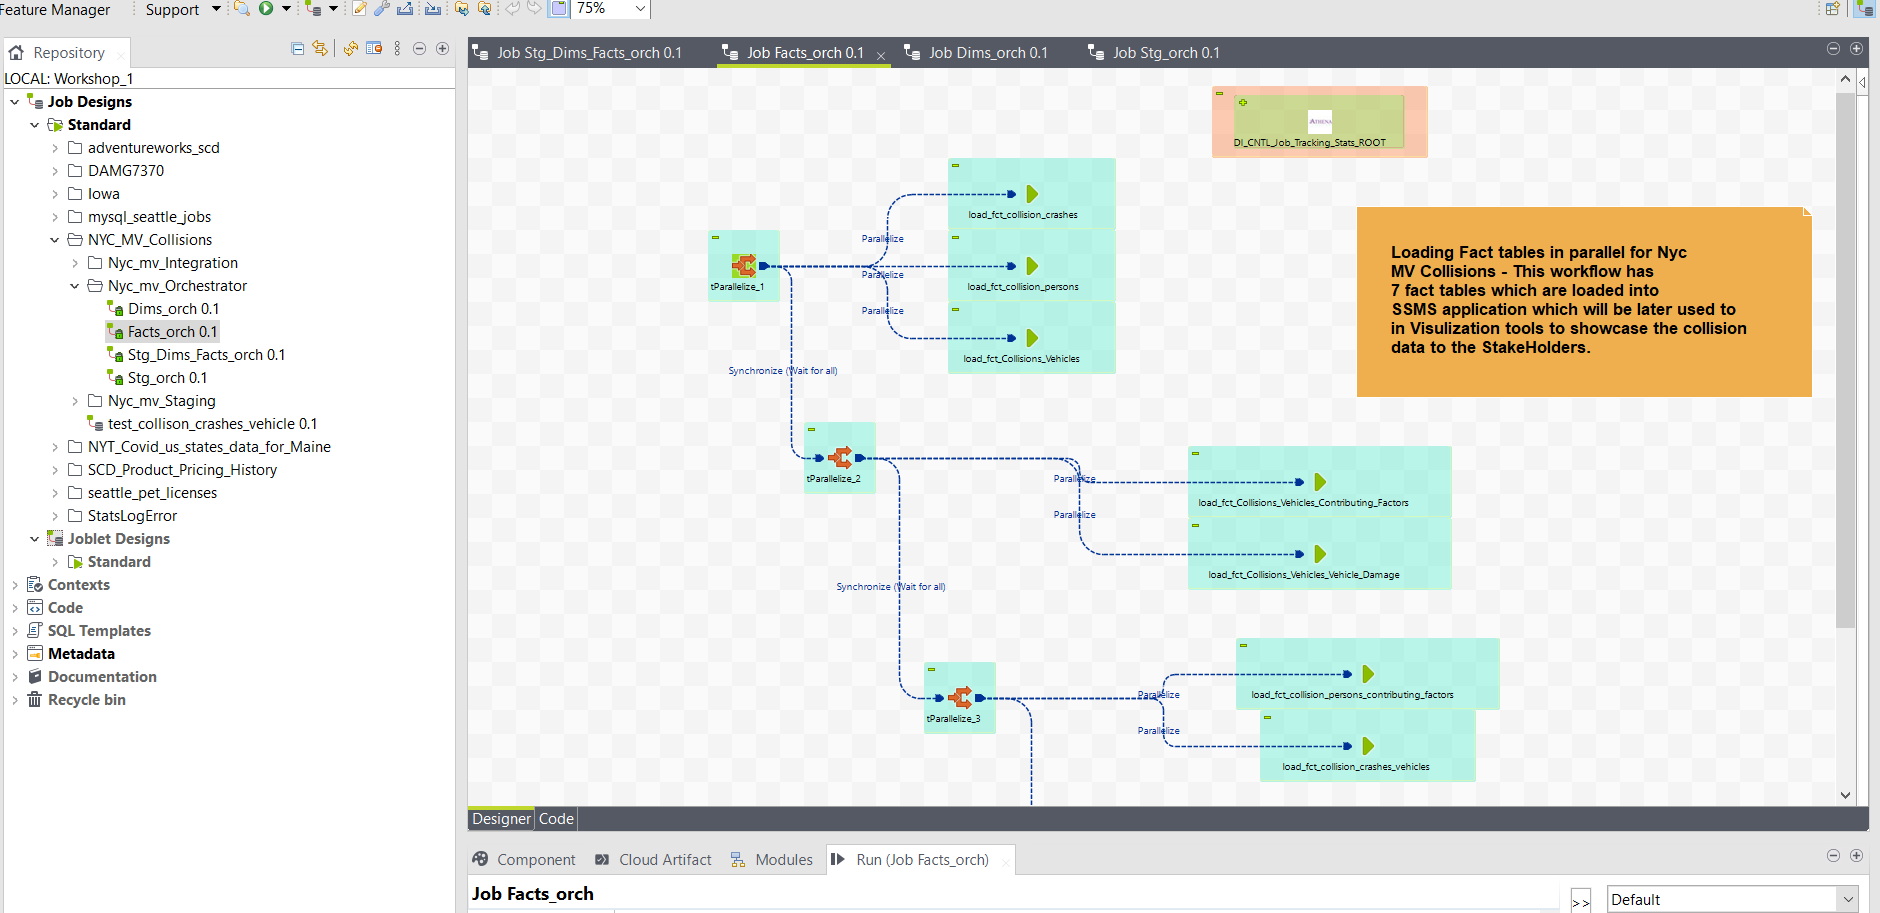 Feature Manager
Support
75%
Repository
LOCAL: Workshop_1
Job Designs
Standard
adventureworks_scd
DAMG7370
Iowa
mysql_seattle_jobs
NYC_MV_Collisions
Nyc_mv_Integration
Nyc_mv_Orchestrator
Dims_orch 0.1
Facts_orch 0.1
Stg_Dims_Facts_orch 0.1
Stg_orch 0.1
Nyc_mv_Staging
test_collison_crashes_vehicle 0.1
NYT_Covid_us_states_data_for_Maine
SCD_Product_Pricing_History
seattle_pet_licenses
StatsLogError
Joblet Designs
Standard
Contexts
Code
SQL Templates
Metadata
Documentation
Recycle bin
Job Stg_Dims_Facts_orch 0.1
Job Facts_orch 0.1
Job Dims_orch 0.1
Job Stg_orch 0.1
ATHENA
DI_CNTL_Job_Tracking_Stats_ROOT
load_fct_collision_crashes
Parallelize
tParallelize_1
Parallelize
load_fct_collision_persons
Parallelize
load_fct_Collisions_Vehicles
Synchronize (Wait for all)
Loading Fact tables in parallel for Nyc
MV Collisions - This workflow has
7 fact tables which are loaded into
SSMS application which will be later used to
in Visulization tools to showcase the collision
data to the StakeHolders.
tParallelize_2
Parallelize
load_fct_Collisions_Vehicles_Contributing_Factors
Parallelize
load_fct_Collisions_Vehicles_Vehicle_Damage
Synchronize (Wait for all)
tParallelize_3
Parallelize
load_fct_collision_persons_contributing_factors
Parallelize
load_fct_collision_crashes_vehicles
Designer
Code
Component
Cloud Artifact
Modules
Run (Job Facts_orch)
Job Facts_orch
>>
Default